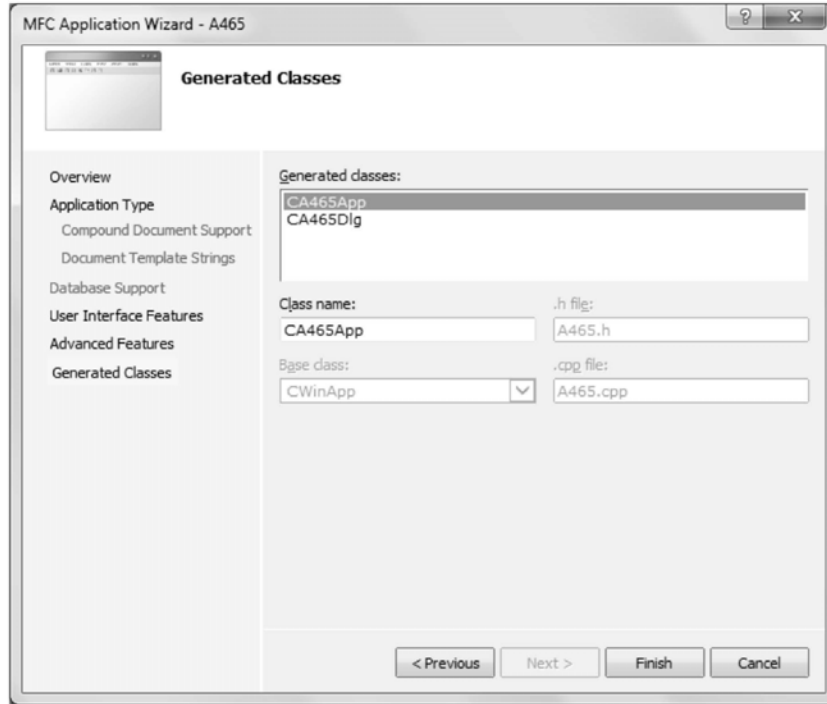 MFC Application Wizard - A465
Generated Classes
Overview
Application Type
Compound Document Support
Document Template Strings
Database Support
User Interface Features
Advanced Features
Generated Classes
Generated classes:
CA465App
CA465Dlg
Class name:
.h file:
CA465App
A465.h
Base class:
.cpp file:
CWinApp
A465.cpp
< Previous
Next >
Finish
Cancel